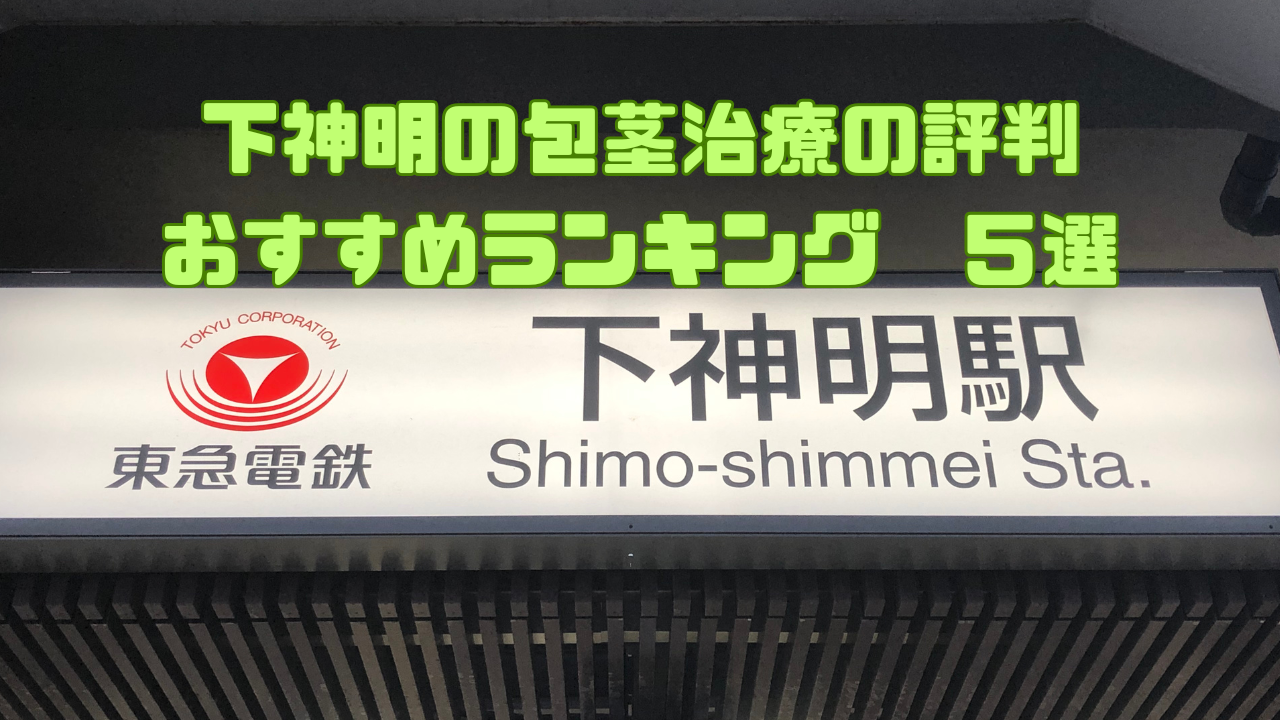 下神明の包茎治療の評判
おすすめランキング　５選
TOKYU CORPORATION
東急電鉄
下神明駅
Shimo-shimmei Sta.